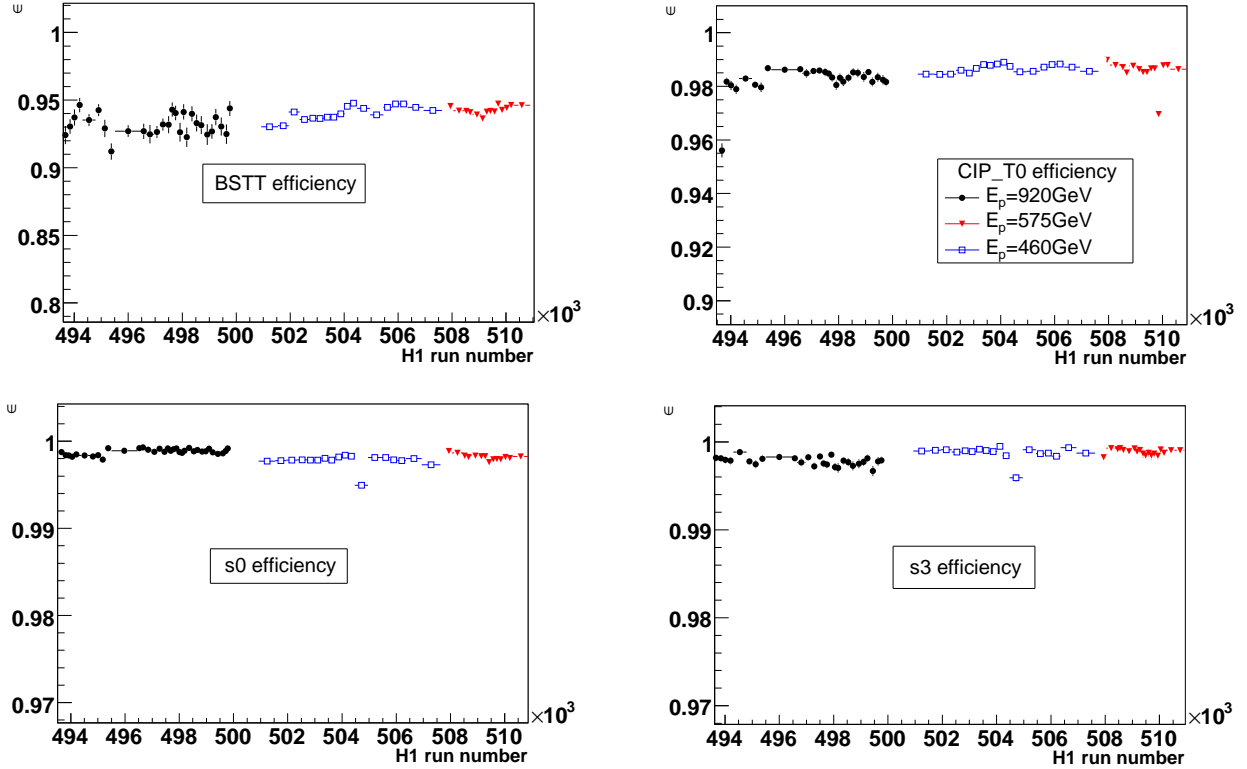 ∈
1
0.95
0.9
0.85
0.8
BSTT efficiency
494 496 498 500 502 504 506 508 510
×10³
H1 run number
∈
1
0.98
0.96
0.94
0.92
0.9
CIP_T0 efficiency
E_p=920GeV
E_p=575GeV
E_p=460GeV
494 496 498 500 502 504 506 508 510
×10³
H1 run number
∈
1
0.99
0.98
0.97
s0 efficiency
494 496 498 500 502 504 506 508 510
×10³
H1 run number
∈
1
0.99
0.98
0.97
s3 efficiency
494 496 498 500 502 504 506 508 510
×10³
H1 run number